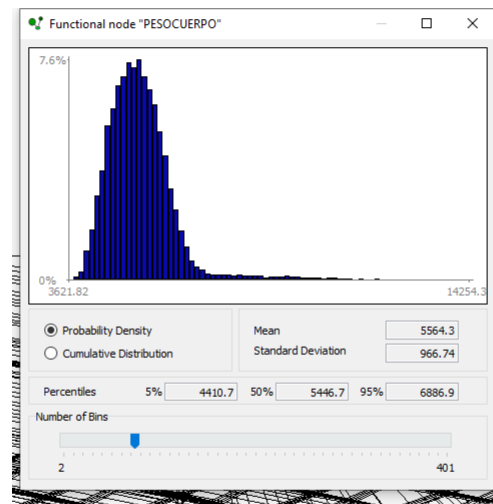 Functional node "PESOCUERPO"
7.6%
0%
3621.82 14254.3
Probability Density
Cumulative Distribution
Mean 5564.3
Standard Deviation 966.74
Percentiles 5% 4410.7 50% 5446.7 95% 6886.9
Number of Bins
2 401